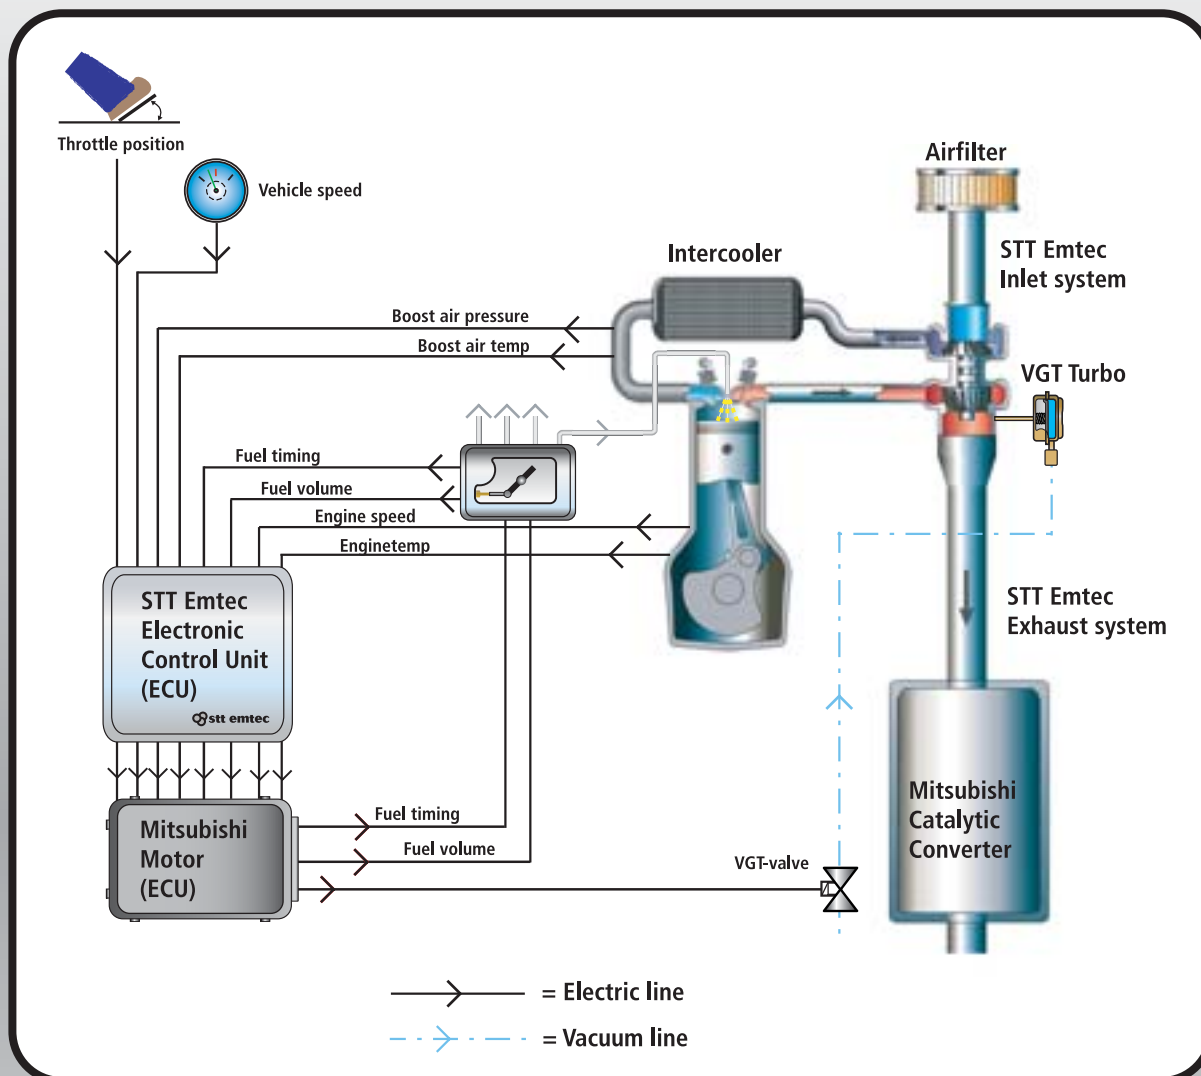 Throttle position
Vehicle speed
Airfilter
STT Emtec
Inlet system
Intercooler
Boost air pressure
Boost air temp
VGT Turbo
Fuel timing
Fuel volume
Engine speed
Enginetemp
STT Emtec
Electronic
Control Unit
(ECU)
stt emtec
STT Emtec
Exhaust system
Mitsubishi
Motor
(ECU)
Fuel timing
Fuel volume
VGT-valve
Mitsubishi
Catalytic
Converter
= Electric line
= Vacuum line